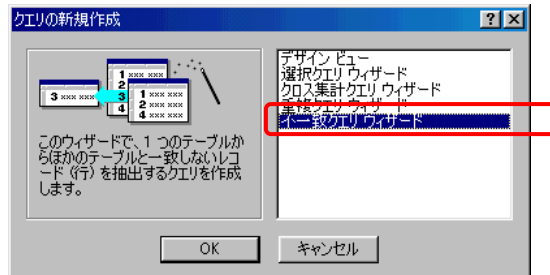 クエリの新規作成
デザイン ビュー
選択クエリ ウィザード
クロス集計クエリ ウィザード
重複クエリ ウィザード
不一致クエリ ウィザード
3 xxx xxx
1 xxx xxx
2
3
4
1 xxx xxx
2 xxx xxx
4 xxx xxx
このウィザードで、1 つのテーブルか
らほかのテーブルと一致しないレコ
ード (行) を抽出するクエリを作成
します。
OK
キャンセル